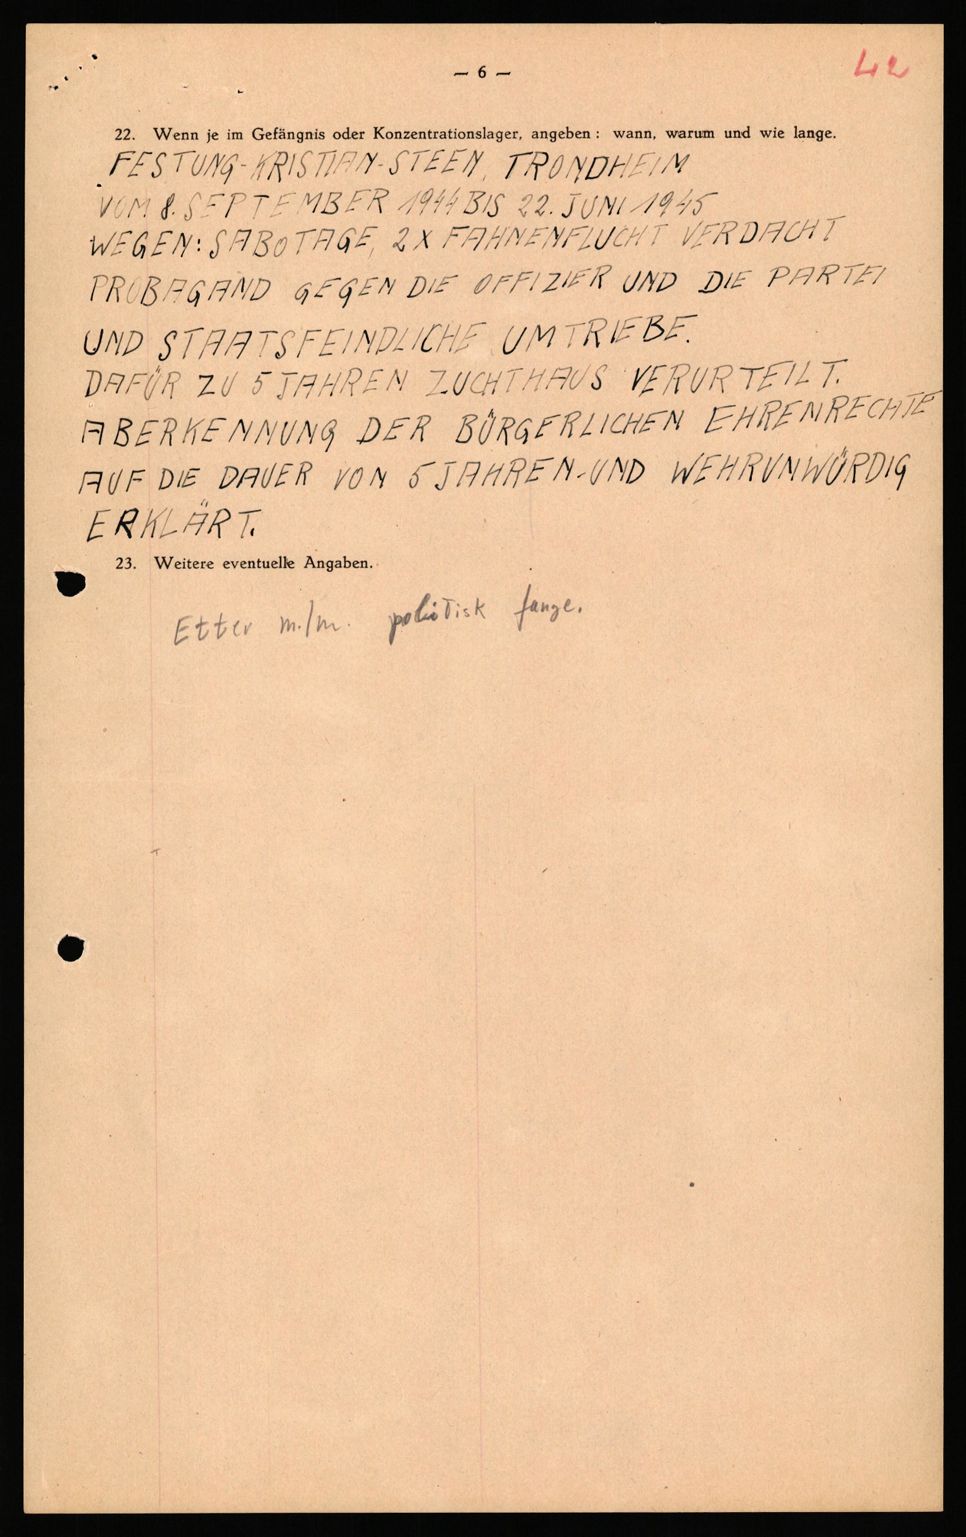 — 6 —
42
22. Wenn je im Gefängnis oder Konzentrationslager, angeben: wann, warum und wie lange.
FESTUNG-KRISTIAN-STEEN, TRONDHEIM
VOM 8. SEPTEMBER 1944 BIS 22. JUNI 1945
WEGEN: SABOTAGE, 2 X FAHNENFLUCHT VERDACHT
PROBAGAND GEGEN DIE OFFIZIER UND DIE PARTEI
UND STAATSFEINDLICHE UMTRIEBE.
DAFÜR ZU 5 JAHREN ZUCHTHAUS VERURTEILT.
ABERKENNUNG DER BÜRGERLICHEN EHRENRECHTE
AUF DIE DAUER VON 5 JAHREN-UND WEHRUNWÜRDIG
ERKLÄRT.
23. Weitere eventuelle Angaben.
Etter m./m. politisk fange.